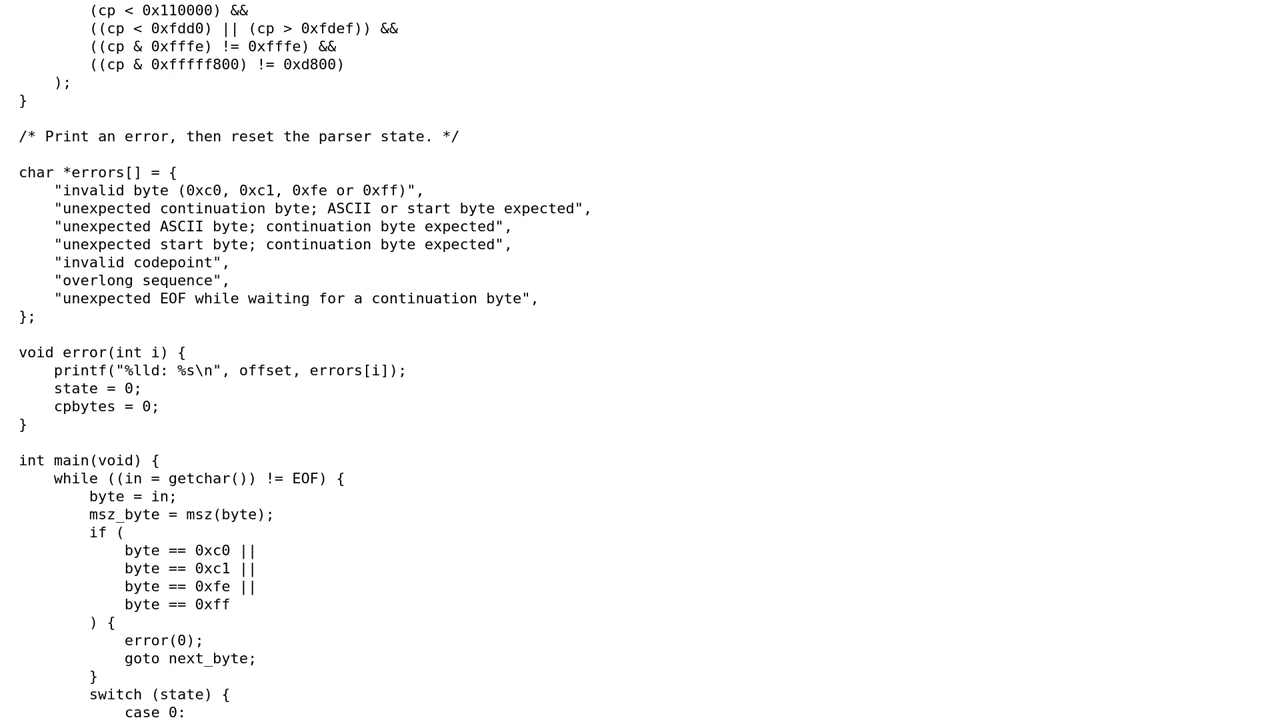 (cp < 0x110000) &&
((cp < 0xfdd0) || (cp > 0xfdef)) &&
((cp & 0xfffe) != 0xfffe) &&
((cp & 0xfffff800) != 0xd800)
);
}
/* Print an error, then reset the parser state. */
char *errors[] = {
"invalid byte (0xc0, 0xc1, 0xfe or 0xff)",
"unexpected continuation byte; ASCII or start byte expected",
"unexpected ASCII byte; continuation byte expected",
"unexpected start byte; continuation byte expected",
"invalid codepoint",
"overlong sequence",
"unexpected EOF while waiting for a continuation byte",
};
void error(int i) {
printf("%lld: %s\n", offset, errors[i]);
state = 0;
cpbytes = 0;
}
int main(void) {
while ((in = getchar()) != EOF) {
byte = in;
msz_byte = msz(byte);
if (
byte == 0xc0 ||
byte == 0xc1 ||
byte == 0xfe ||
byte == 0xff
) {
error(0);
goto next_byte;
}
switch (state) {
case 0: